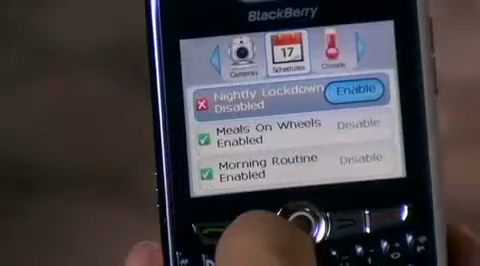 BlackBerry
17
Cameras Schedules Climate
Nightly Lockdown
Disabled
Enable
Meals On Wheels
Enabled
Disable
Morning Routine
Enabled
Disable